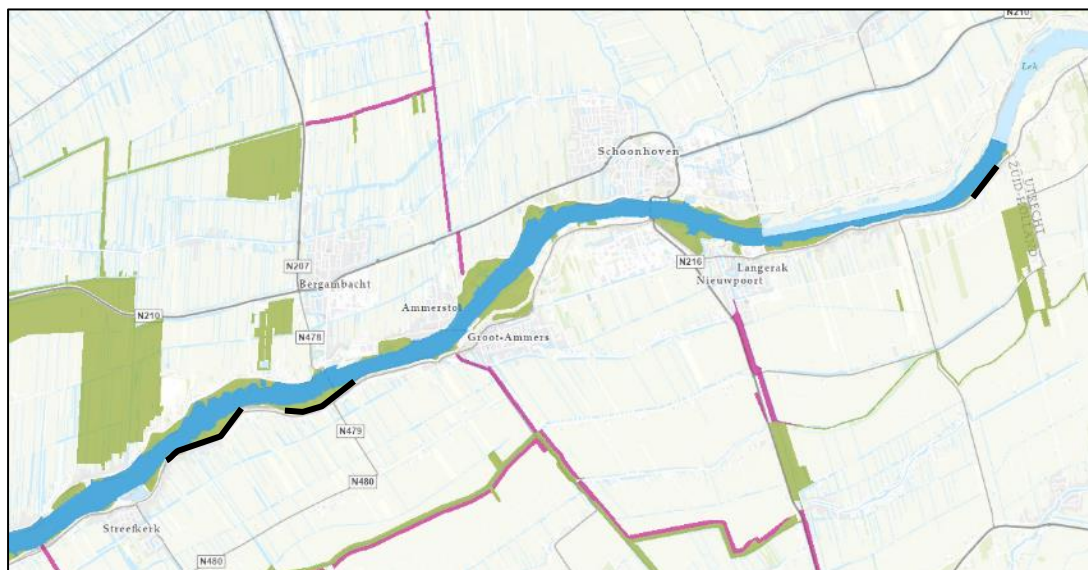 N210
Lek
Schoonhoven
UTRECHT
ZUID-HOLLAND
N207
Bergambacht
N216
Langerak
Nieuwpoort
N210
Ammerstol
N478
Groot-Ammers
N479
N480
Streefkerk
N480